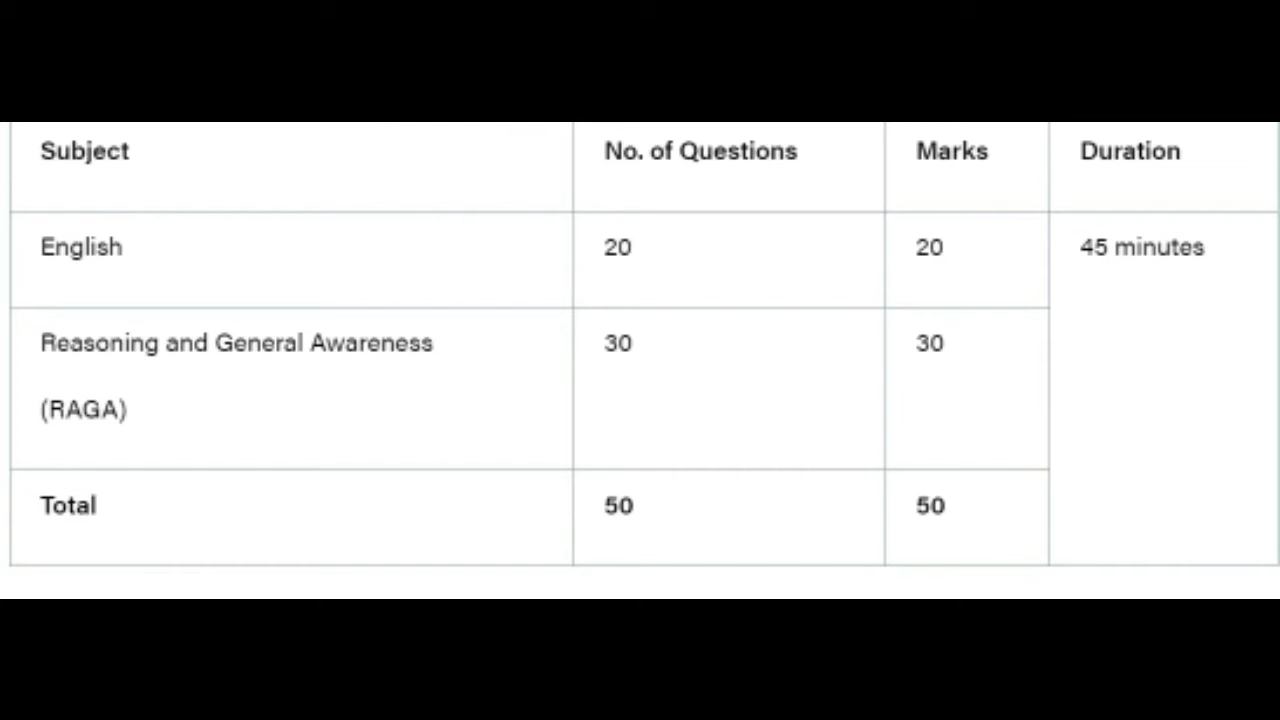 Subject No. of Questions Marks Duration
English 20 20 45 minutes
Reasoning and General Awareness 30 30
(RAGA)
Total 50 50